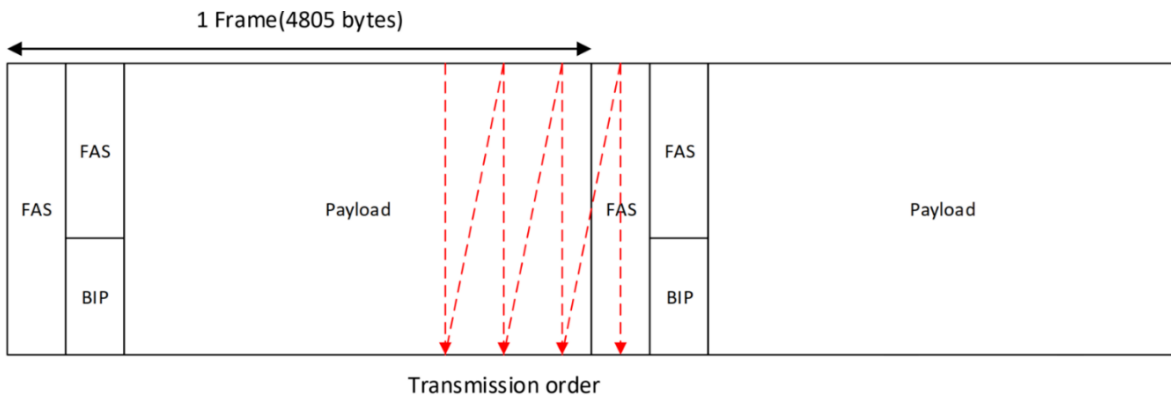 1 Frame(4805 bytes)
FAS
FAS
BIP
Payload
FAS
FAS
BIP
Payload
Transmission order